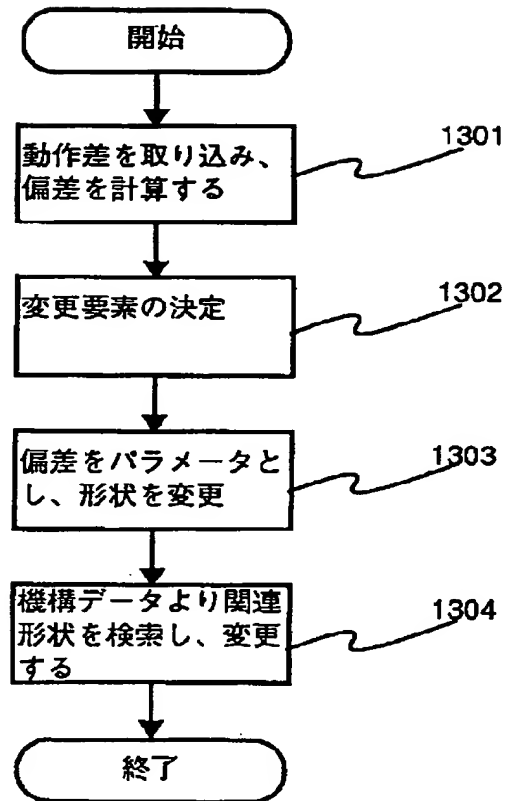 開始
動作差を取り込み、
偏差を計算する
1301
変更要素の決定
1302
偏差をパラメータと
し、形状を変更
1303
機構データより関連
形状を検索し、変更
する
1304
終了